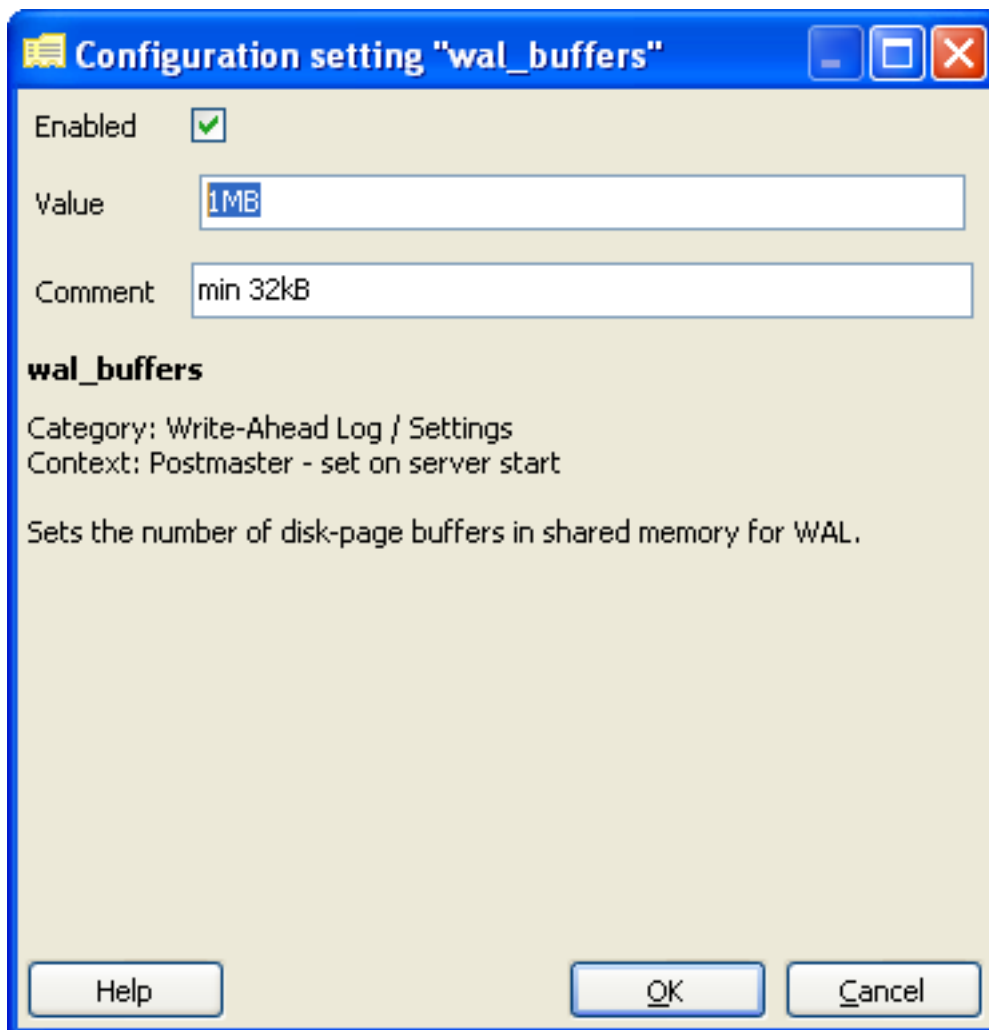 Configuration setting "wal_buffers"
Enabled
Value 1MB
Comment min 32kB
wal_buffers
Category: Write-Ahead Log / Settings
Context: Postmaster - set on server start
Sets the number of disk-page buffers in shared memory for WAL.
Help OK Cancel